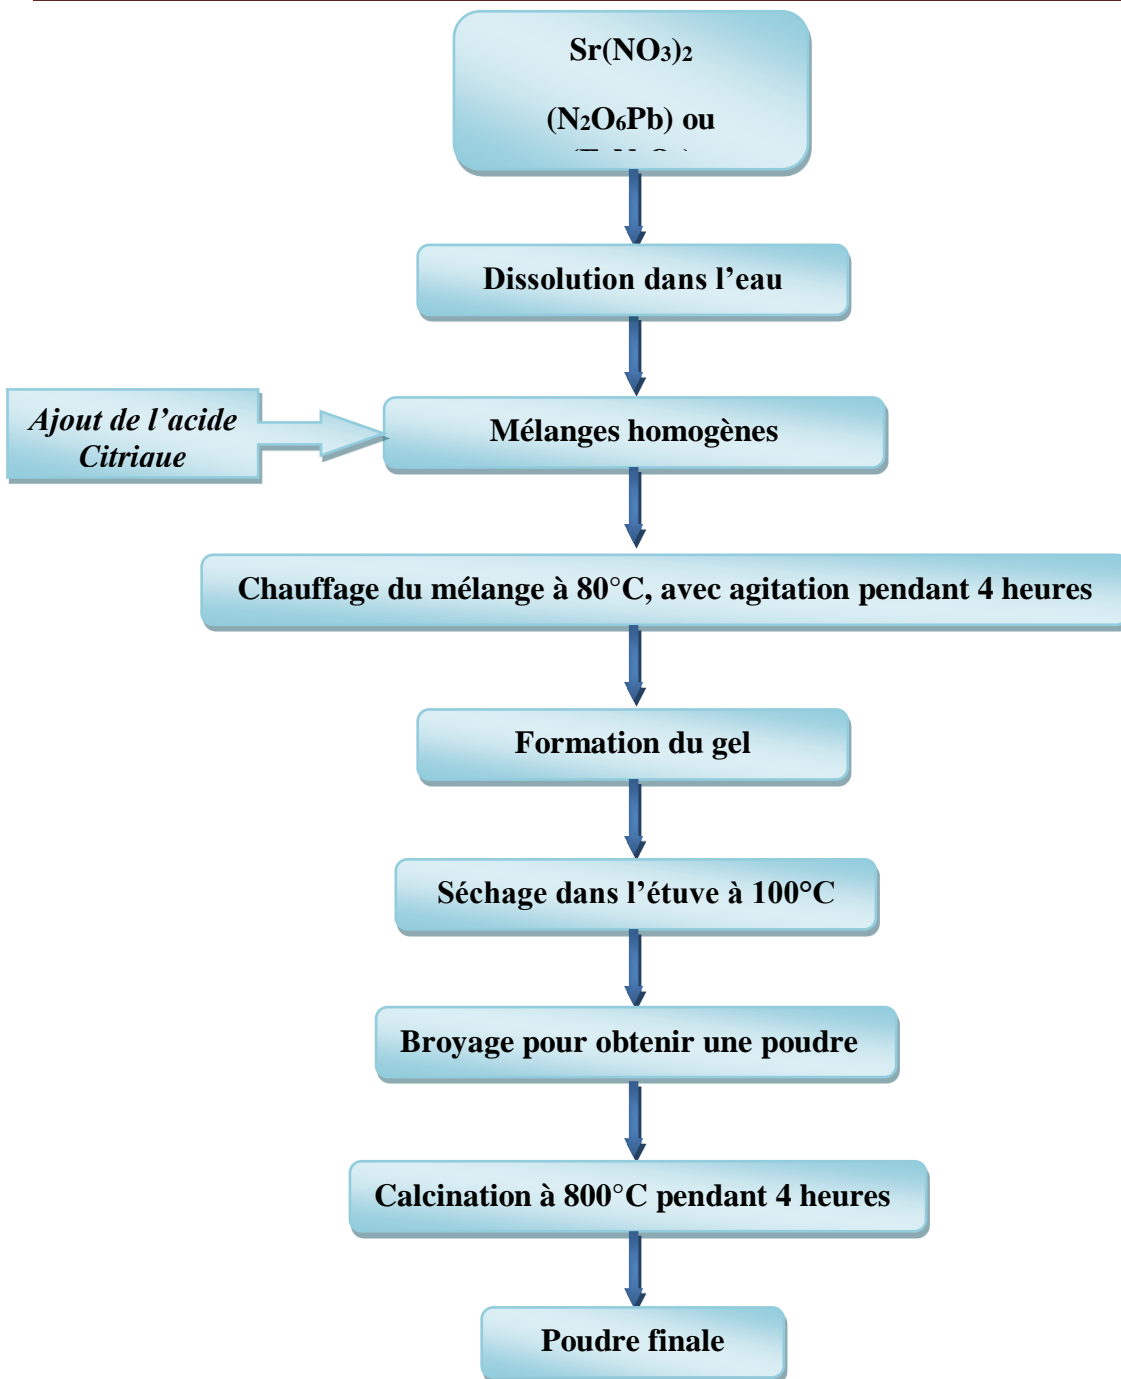 Sr(NO₃)₂
(N₂O₆Pb) ou
Dissolution dans l’eau
Ajout de l’acide
Citrique
Mélanges homogènes
Chauffage du mélange à 80°C, avec agitation pendant 4 heures
Formation du gel
Séchage dans l’étuve à 100°C
Broyage pour obtenir une poudre
Calcination à 800°C pendant 4 heures
Poudre finale